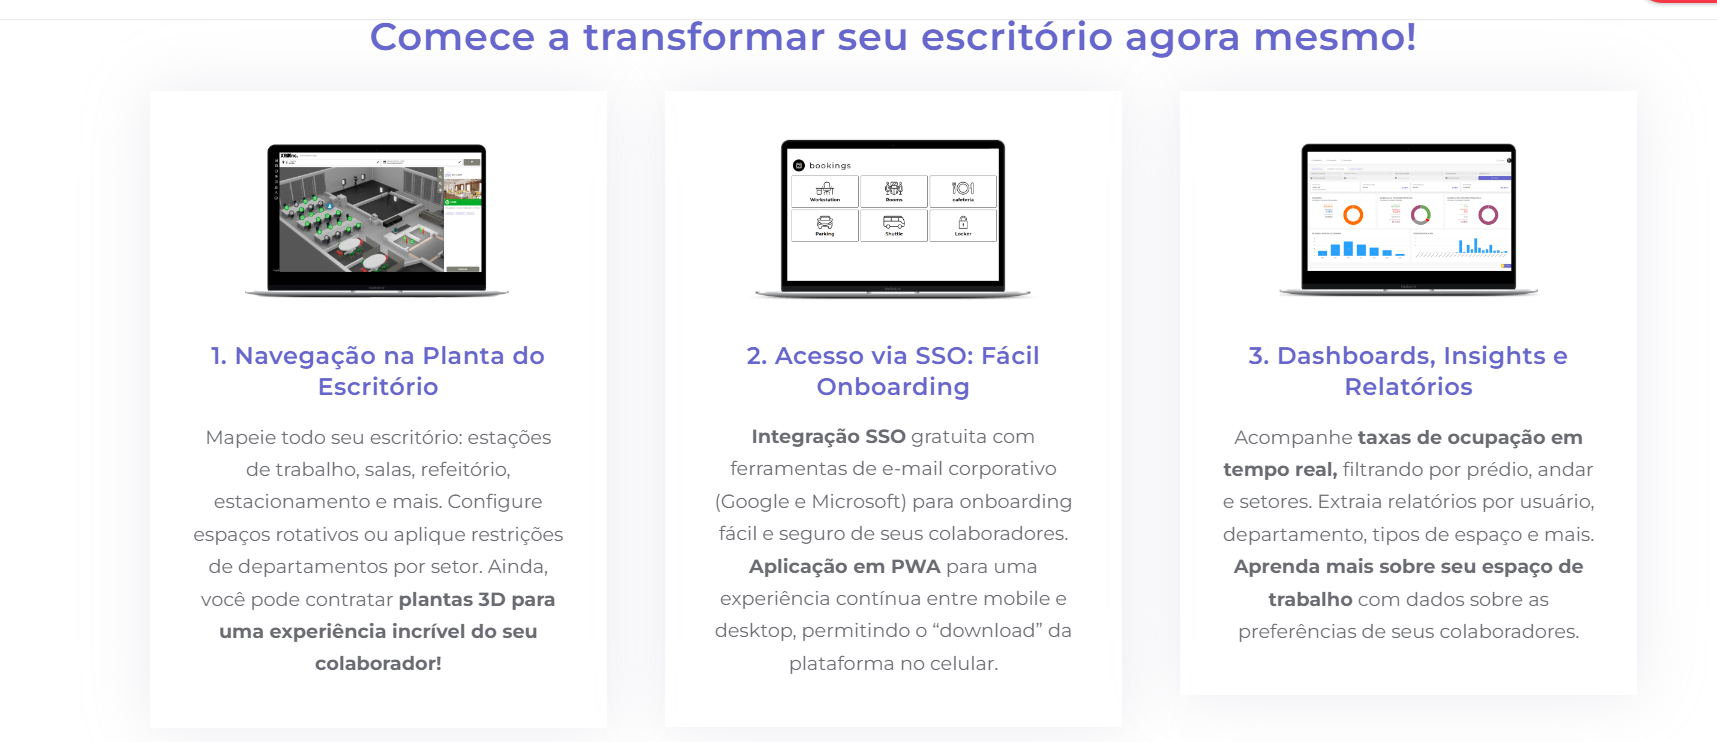 Comece a transformar seu escritório agora mesmo!
bookings
Workstation
Rooms
cafeteria
Parking
Shuttle
Locker
1. Navegação na Planta do
Escritório
Mapeie todo seu escritório: estações
de trabalho, salas, refeitório,
estacionamento e mais. Configure
espaços rotativos ou aplique restrições
de departamentos por setor. Ainda,
você pode contratar plantas 3D para
uma experiência incrível do seu
colaborador!
2. Acesso via SSO: Fácil
Onboarding
Integração SSO gratuita com
ferramentas de e-mail corporativo
(Google e Microsoft) para onboarding
fácil e seguro de seus colaboradores.
Aplicação em PWA para uma
experiência contínua entre mobile e
desktop, permitindo o “download” da
plataforma no celular.
3. Dashboards, Insights e
Relatórios
Acompanhe taxas de ocupação em
tempo real, filtrando por prédio, andar
e setores. Extraia relatórios por usuário,
departamento, tipos de espaço e mais.
Aprenda mais sobre seu espaço de
trabalho com dados sobre as
preferências de seus colaboradores.